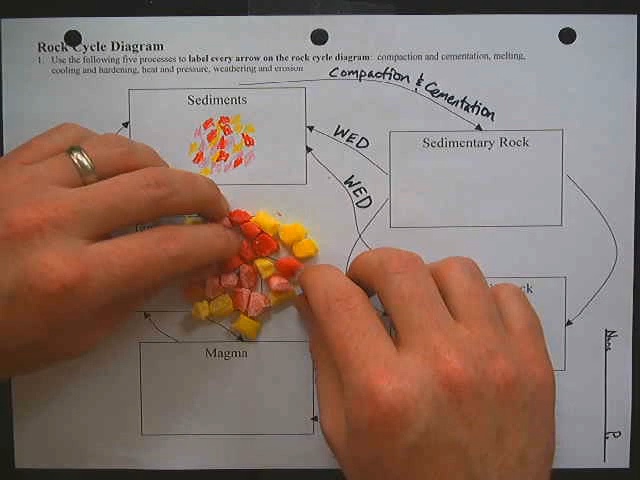 Rock Cycle Diagram
1. Use the following five processes to label every arrow on the rock cycle diagram: compaction and cementation, melting,
cooling and hardening, heat and pressure, weathering and erosion
Compaction & Cementation
Sediments
WED
Sedimentary Rock
WED
Magma
Name
P.